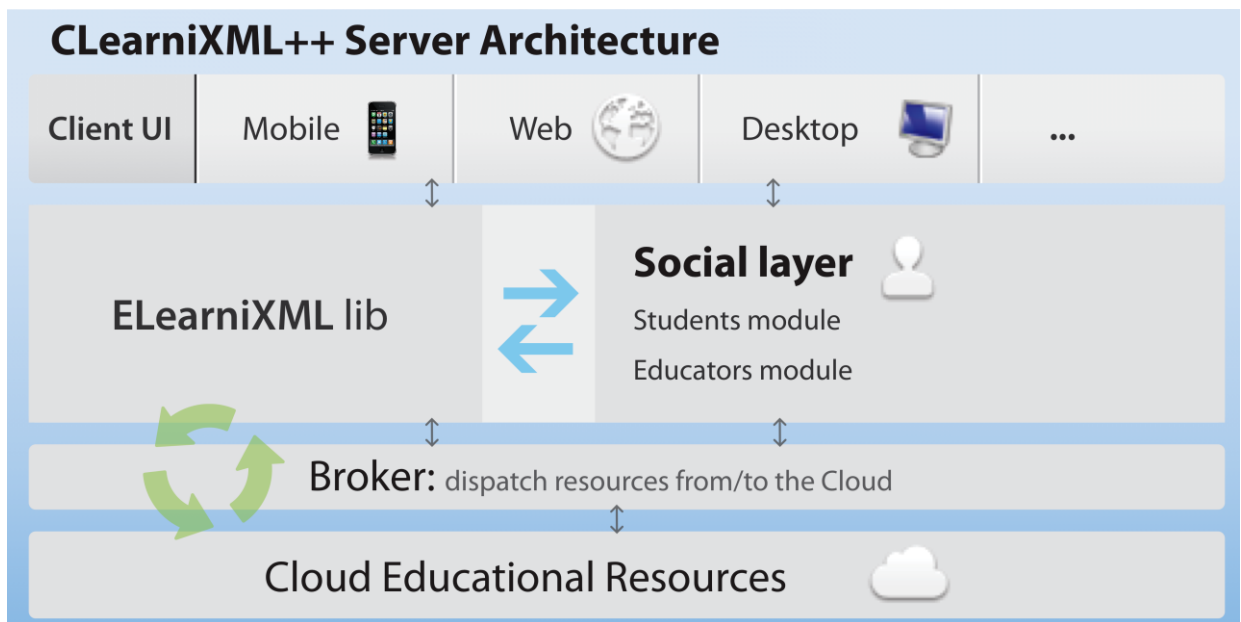 CLearniXML++ Server Architecture
Client UI
Mobile
Web
Desktop
...
ELearniXML lib
Social layer
Students module
Educators module
Broker: dispatch resources from/to the Cloud
Cloud Educational Resources